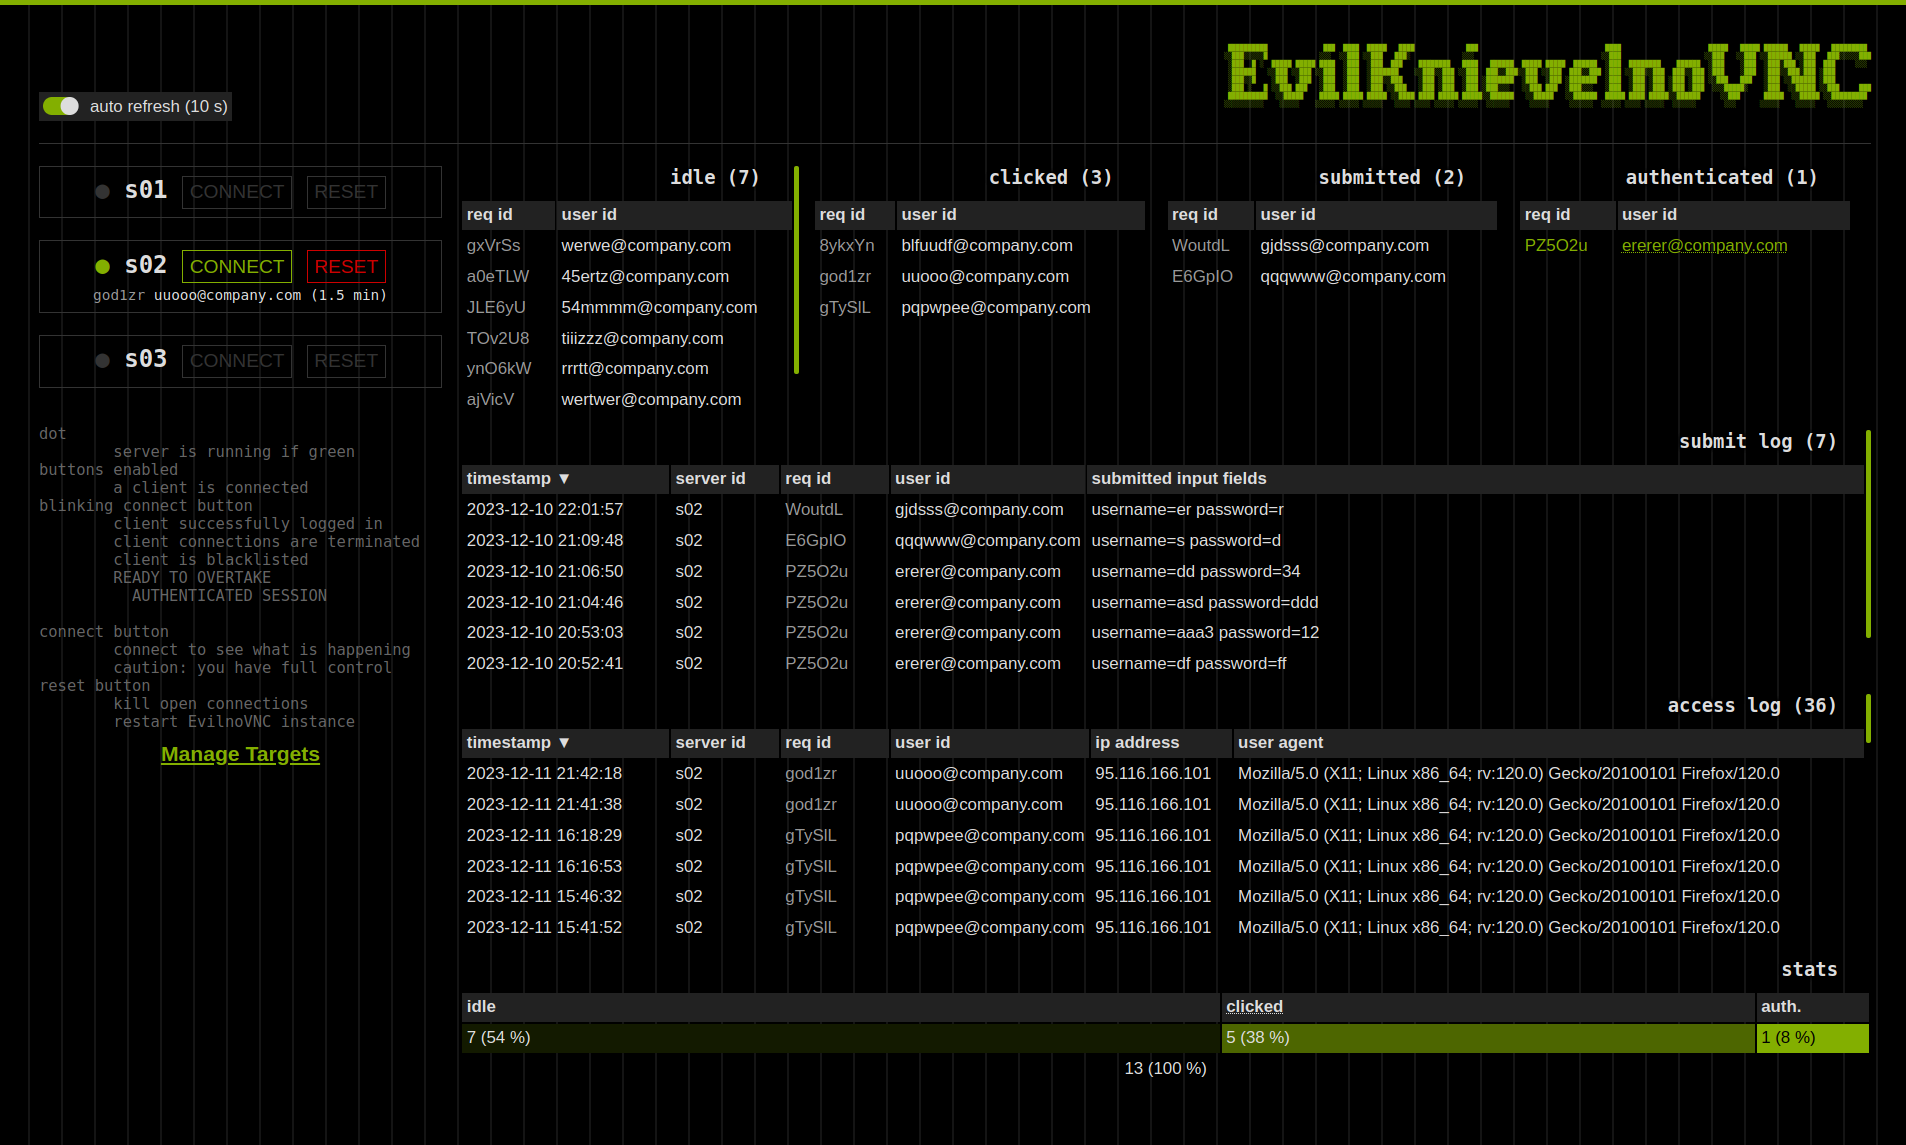 EvilKnievelnoVNC
auto refresh (10 s)
s01 CONNECT RESET
s02 CONNECT RESET
god1zr uuooo@company.com (1.5 min)
s03 CONNECT RESET
dot
server is running if green
buttons enabled
a client is connected
blinking connect button
client successfully logged in
client connections are terminated
client is blacklisted
READY TO OVERTAKE
AUTHENTICATED SESSION
connect button
connect to see what is happening
caution: you have full control
reset button
kill open connections
restart EvilnoVNC instance
Manage Targets
idle (7)
req id user id
gxVrSs werwe@company.com
a0eTLW 45ertz@company.com
JLE6yU 54mmmm@company.com
TOv2U8 tiiizzz@company.com
ynO6kW rrrtt@company.com
ajVicV wertwer@company.com
clicked (3)
req id user id
8ykxYn blfuudf@company.com
god1zr uuooo@company.com
gTySlL pqpwpee@company.com
submitted (2)
req id user id
WoutdL gjdsss@company.com
E6GpIO qqqwww@company.com
authenticated (1)
req id user id
PZ5O2u ererer@company.com
submit log (7)
timestamp ▼ server id req id user id submitted input fields
2023-12-10 22:01:57 s02 WoutdL gjdsss@company.com username=er password=r
2023-12-10 21:09:48 s02 E6GpIO qqqwww@company.com username=s password=d
2023-12-10 21:06:50 s02 PZ5O2u ererer@company.com username=dd password=34
2023-12-10 21:04:46 s02 PZ5O2u ererer@company.com username=asd password=ddd
2023-12-10 20:53:03 s02 PZ5O2u ererer@company.com username=aaa3 password=12
2023-12-10 20:52:41 s02 PZ5O2u ererer@company.com username=df password=ff
access log (36)
timestamp ▼ server id req id user id ip address user agent
2023-12-11 21:42:18 s02 god1zr uuooo@company.com 95.116.166.101 Mozilla/5.0 (X11; Linux x86_64; rv:120.0) Gecko/20100101 Firefox/120.0
2023-12-11 21:41:38 s02 god1zr uuooo@company.com 95.116.166.101 Mozilla/5.0 (X11; Linux x86_64; rv:120.0) Gecko/20100101 Firefox/120.0
2023-12-11 16:18:29 s02 gTySlL pqpwpee@company.com 95.116.166.101 Mozilla/5.0 (X11; Linux x86_64; rv:120.0) Gecko/20100101 Firefox/120.0
2023-12-11 16:16:53 s02 gTySlL pqpwpee@company.com 95.116.166.101 Mozilla/5.0 (X11; Linux x86_64; rv:120.0) Gecko/20100101 Firefox/120.0
2023-12-11 15:46:32 s02 gTySlL pqpwpee@company.com 95.116.166.101 Mozilla/5.0 (X11; Linux x86_64; rv:120.0) Gecko/20100101 Firefox/120.0
2023-12-11 15:41:52 s02 gTySlL pqpwpee@company.com 95.116.166.101 Mozilla/5.0 (X11; Linux x86_64; rv:120.0) Gecko/20100101 Firefox/120.0
stats
idle clicked auth.
7 (54 %) 5 (38 %) 1 (8 %)
13 (100 %)